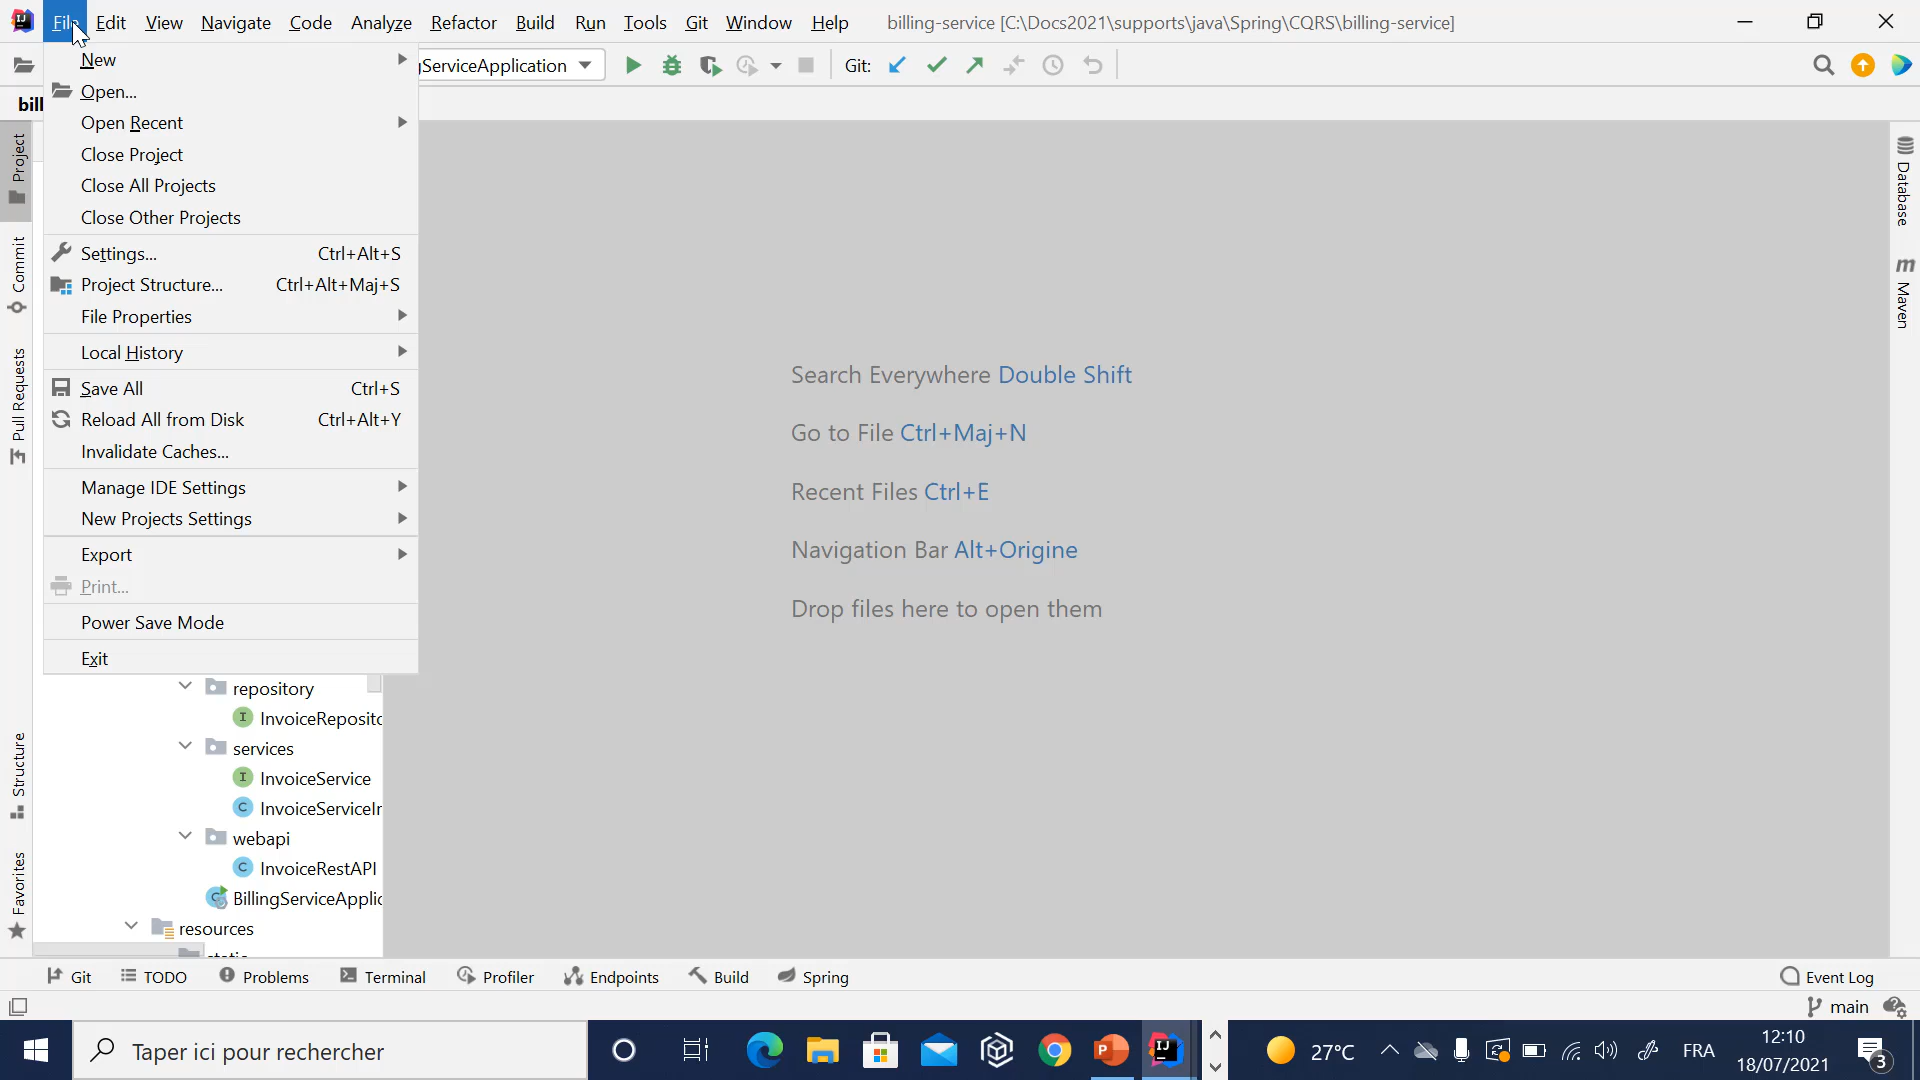 File Edit View Navigate Code Analyze Refactor Build Run Tools Git Window Help billing-service [C:\Docs2021\supports\java\Spring\CQRS\billing-service]
gServiceApplication Git:
bill
New
Open...
Open Recent
Close Project
Close All Projects
Close Other Projects
Settings... Ctrl+Alt+S
Project Structure... Ctrl+Alt+Maj+S
File Properties
Local History
Save All Ctrl+S
Reload All from Disk Ctrl+Alt+Y
Invalidate Caches...
Manage IDE Settings
New Projects Settings
Export
Print...
Power Save Mode
Exit
Project
Commit
Pull Requests
Structure
Favorites
repository
InvoiceReposito
services
InvoiceService
InvoiceServiceIr
webapi
InvoiceRestAPI
BillingServiceApplic
resources
Search Everywhere Double Shift
Go to File Ctrl+Maj+N
Recent Files Ctrl+E
Navigation Bar Alt+Origine
Drop files here to open them
Database
Maven
Git TODO Problems Terminal Profiler Endpoints Build Spring Event Log
main
Taper ici pour rechercher
27°C FRA
12:10
18/07/2021
3